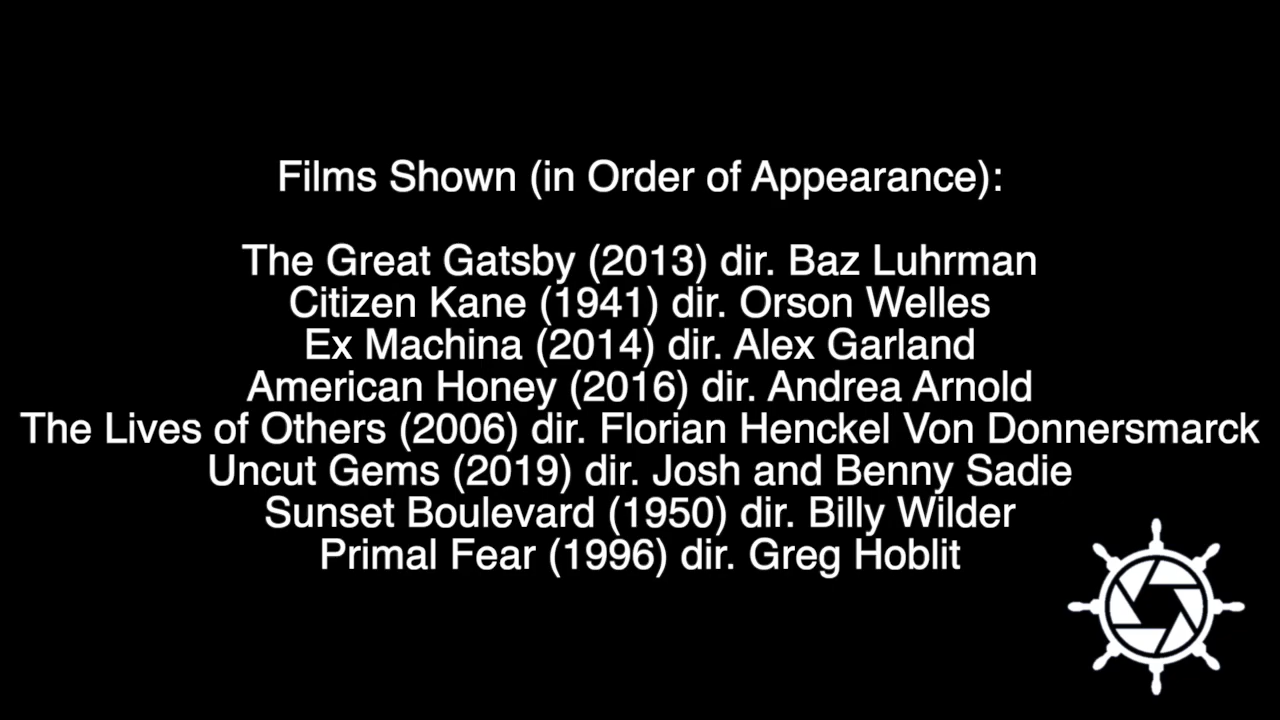 Films Shown (in Order of Appearance):
The Great Gatsby (2013) dir. Baz Luhrman
Citizen Kane (1941) dir. Orson Welles
Ex Machina (2014) dir. Alex Garland
American Honey (2016) dir. Andrea Arnold
The Lives of Others (2006) dir. Florian Henckel Von Donnersmarck
Uncut Gems (2019) dir. Josh and Benny Sadie
Sunset Boulevard (1950) dir. Billy Wilder
Primal Fear (1996) dir. Greg Hoblit